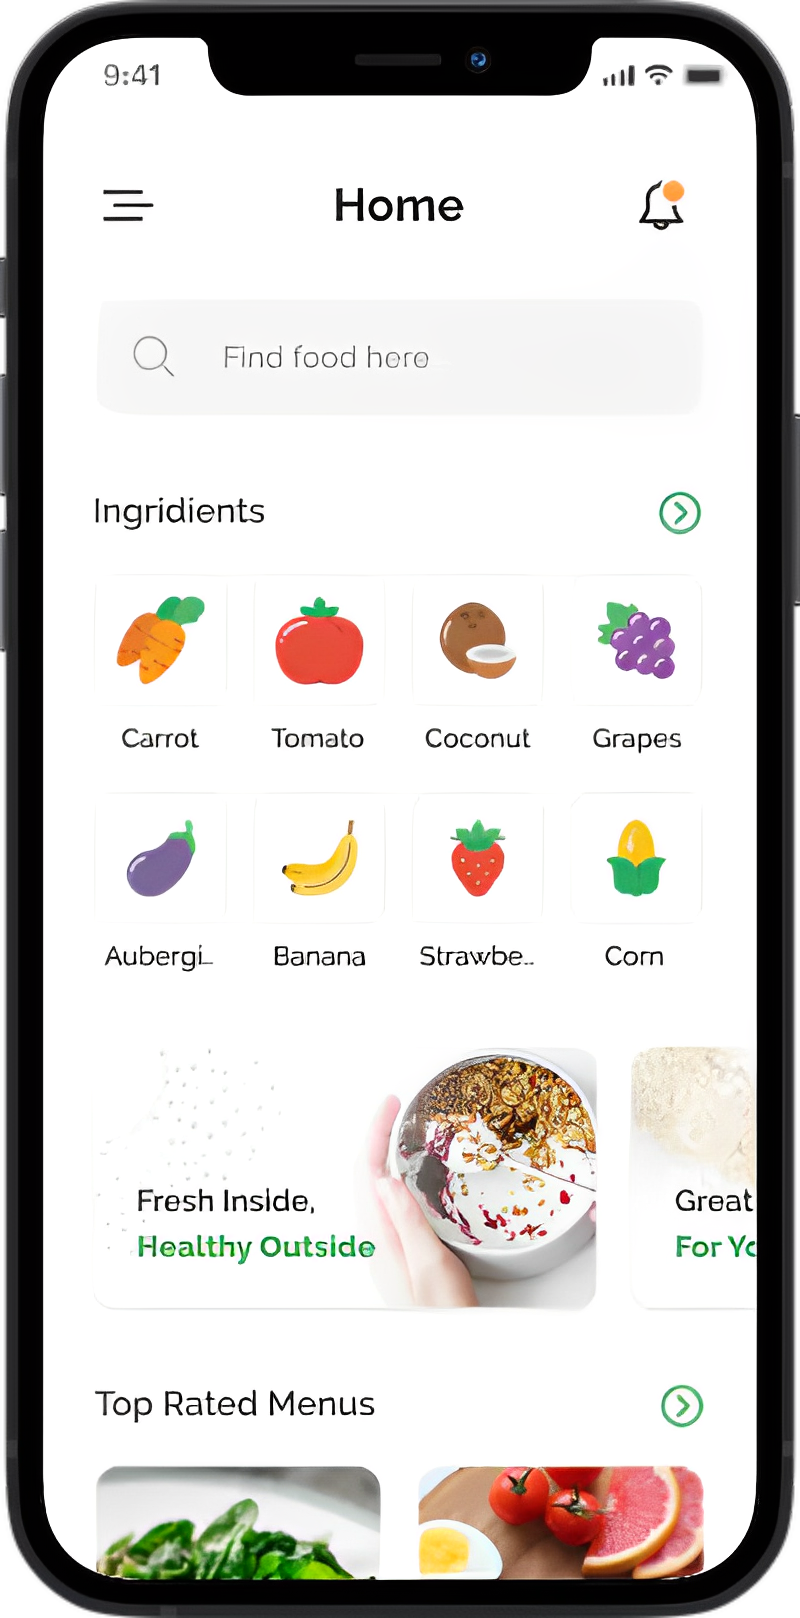 9:41
Home
Find food here
Ingridients
Carrot Tomato Coconut Grapes
Aubergi... Banana Strawbe... Corn
Fresh Inside,
Healthy Outside
Great
For Yo
Top Rated Menus